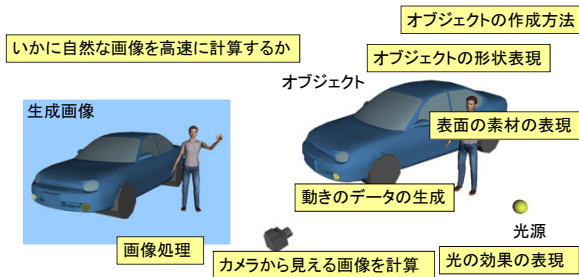 オブジェクトの作成方法
いかに自然な画像を高速に計算するか
オブジェクトの形状表現
オブジェクト
生成画像
表面の素材の表現
動きのデータの生成
光源
画像処理
カメラから見える画像を計算
光の効果の表現